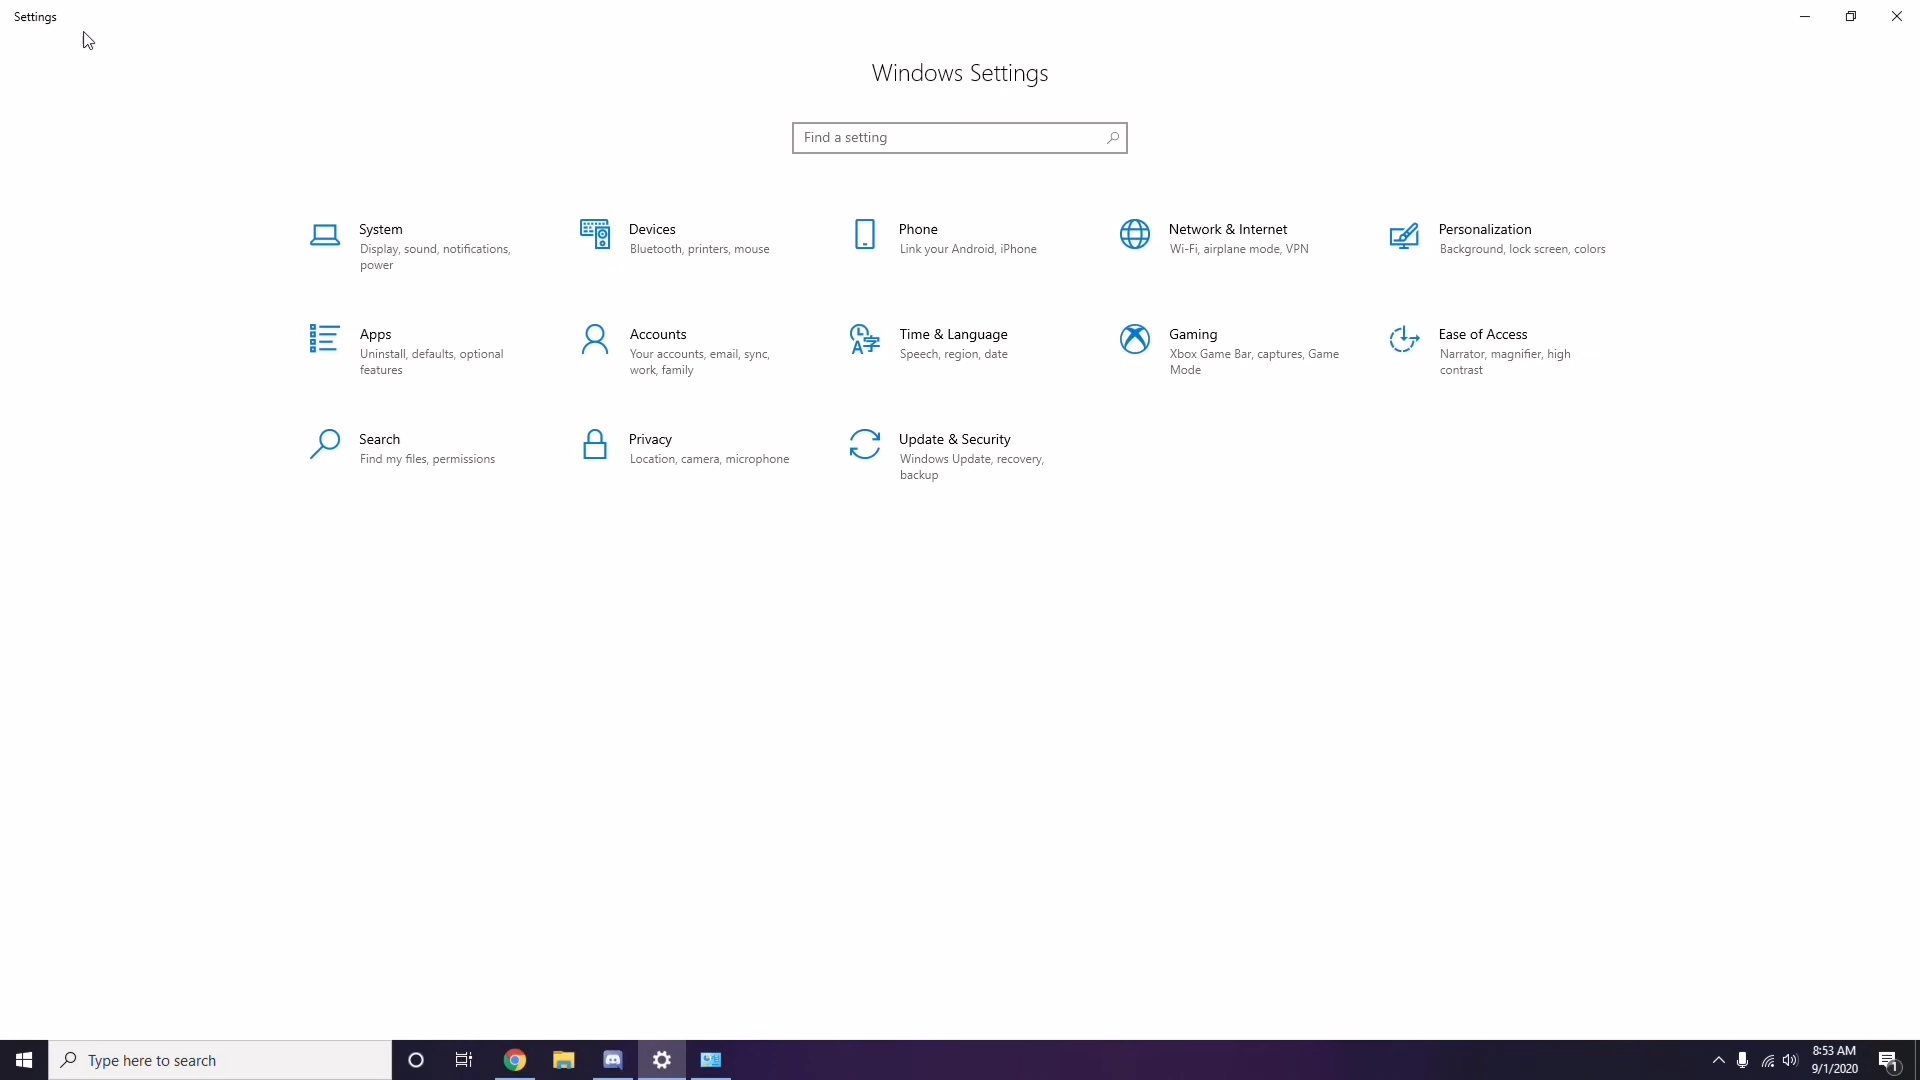 Settings
Windows Settings
Find a setting
System
Display, sound, notifications,
power
Devices
Bluetooth, printers, mouse
Phone
Link your Android, iPhone
Network & Internet
Wi-Fi, airplane mode, VPN
Personalization
Background, lock screen, colors
Apps
Uninstall, defaults, optional
features
Accounts
Your accounts, email, sync,
work, family
Time & Language
Speech, region, date
Gaming
Xbox Game Bar, captures, Game
Mode
Ease of Access
Narrator, magnifier, high
contrast
Search
Find my files, permissions
Privacy
Location, camera, microphone
Update & Security
Windows Update, recovery,
backup
Type here to search
8:53 AM
9/1/2020
1